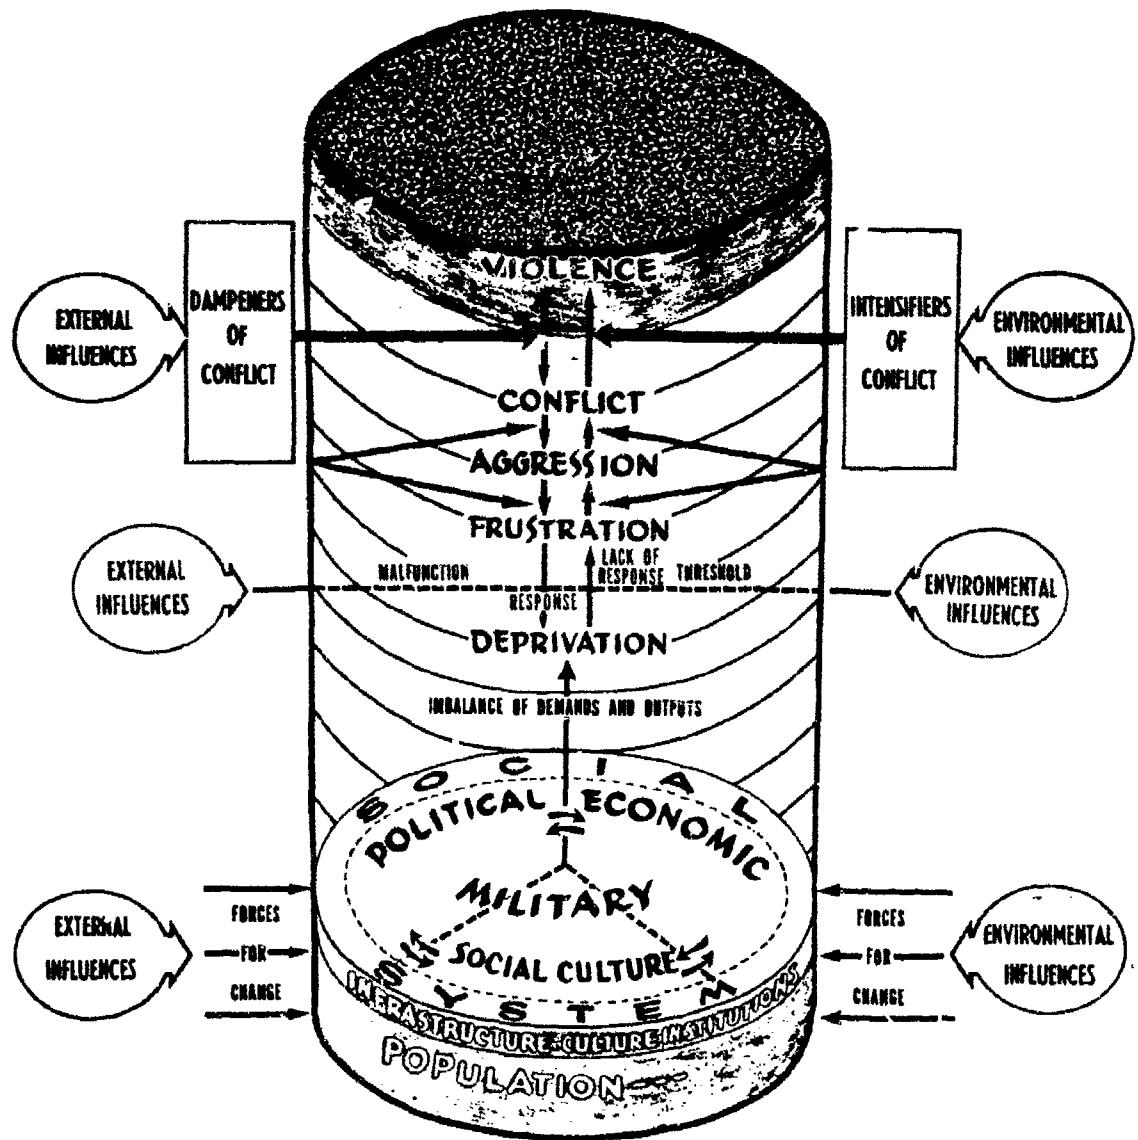 VIOLENCE
DAMPENERS
OF
CONFLICT
EXTERNAL
INFLUENCES
INTENSIFIERS
OF
CONFLICT
ENVIRONMENTAL
INFLUENCES
CONFLICT
AGGRESSION
FRUSTRATION
EXTERNAL
INFLUENCES
MALFUNCTION
LACK OF
RESPONSE
THRESHOLD
RESPONSE
ENVIRONMENTAL
INFLUENCES
DEPRIVATION
IMBALANCE OF DEMANDS AND OUTPUTS
SOCIAL
POLITICAL
ECONOMIC
MILITARY
SOCIAL CULTURE
SYSTEM
INFRASTRUCTURE-CULTURE-INSTITUTIONS
POPULATION
EXTERNAL
INFLUENCES
FORCES
FOR
CHANGE
FORCES
FOR
CHANGE
ENVIRONMENTAL
INFLUENCES